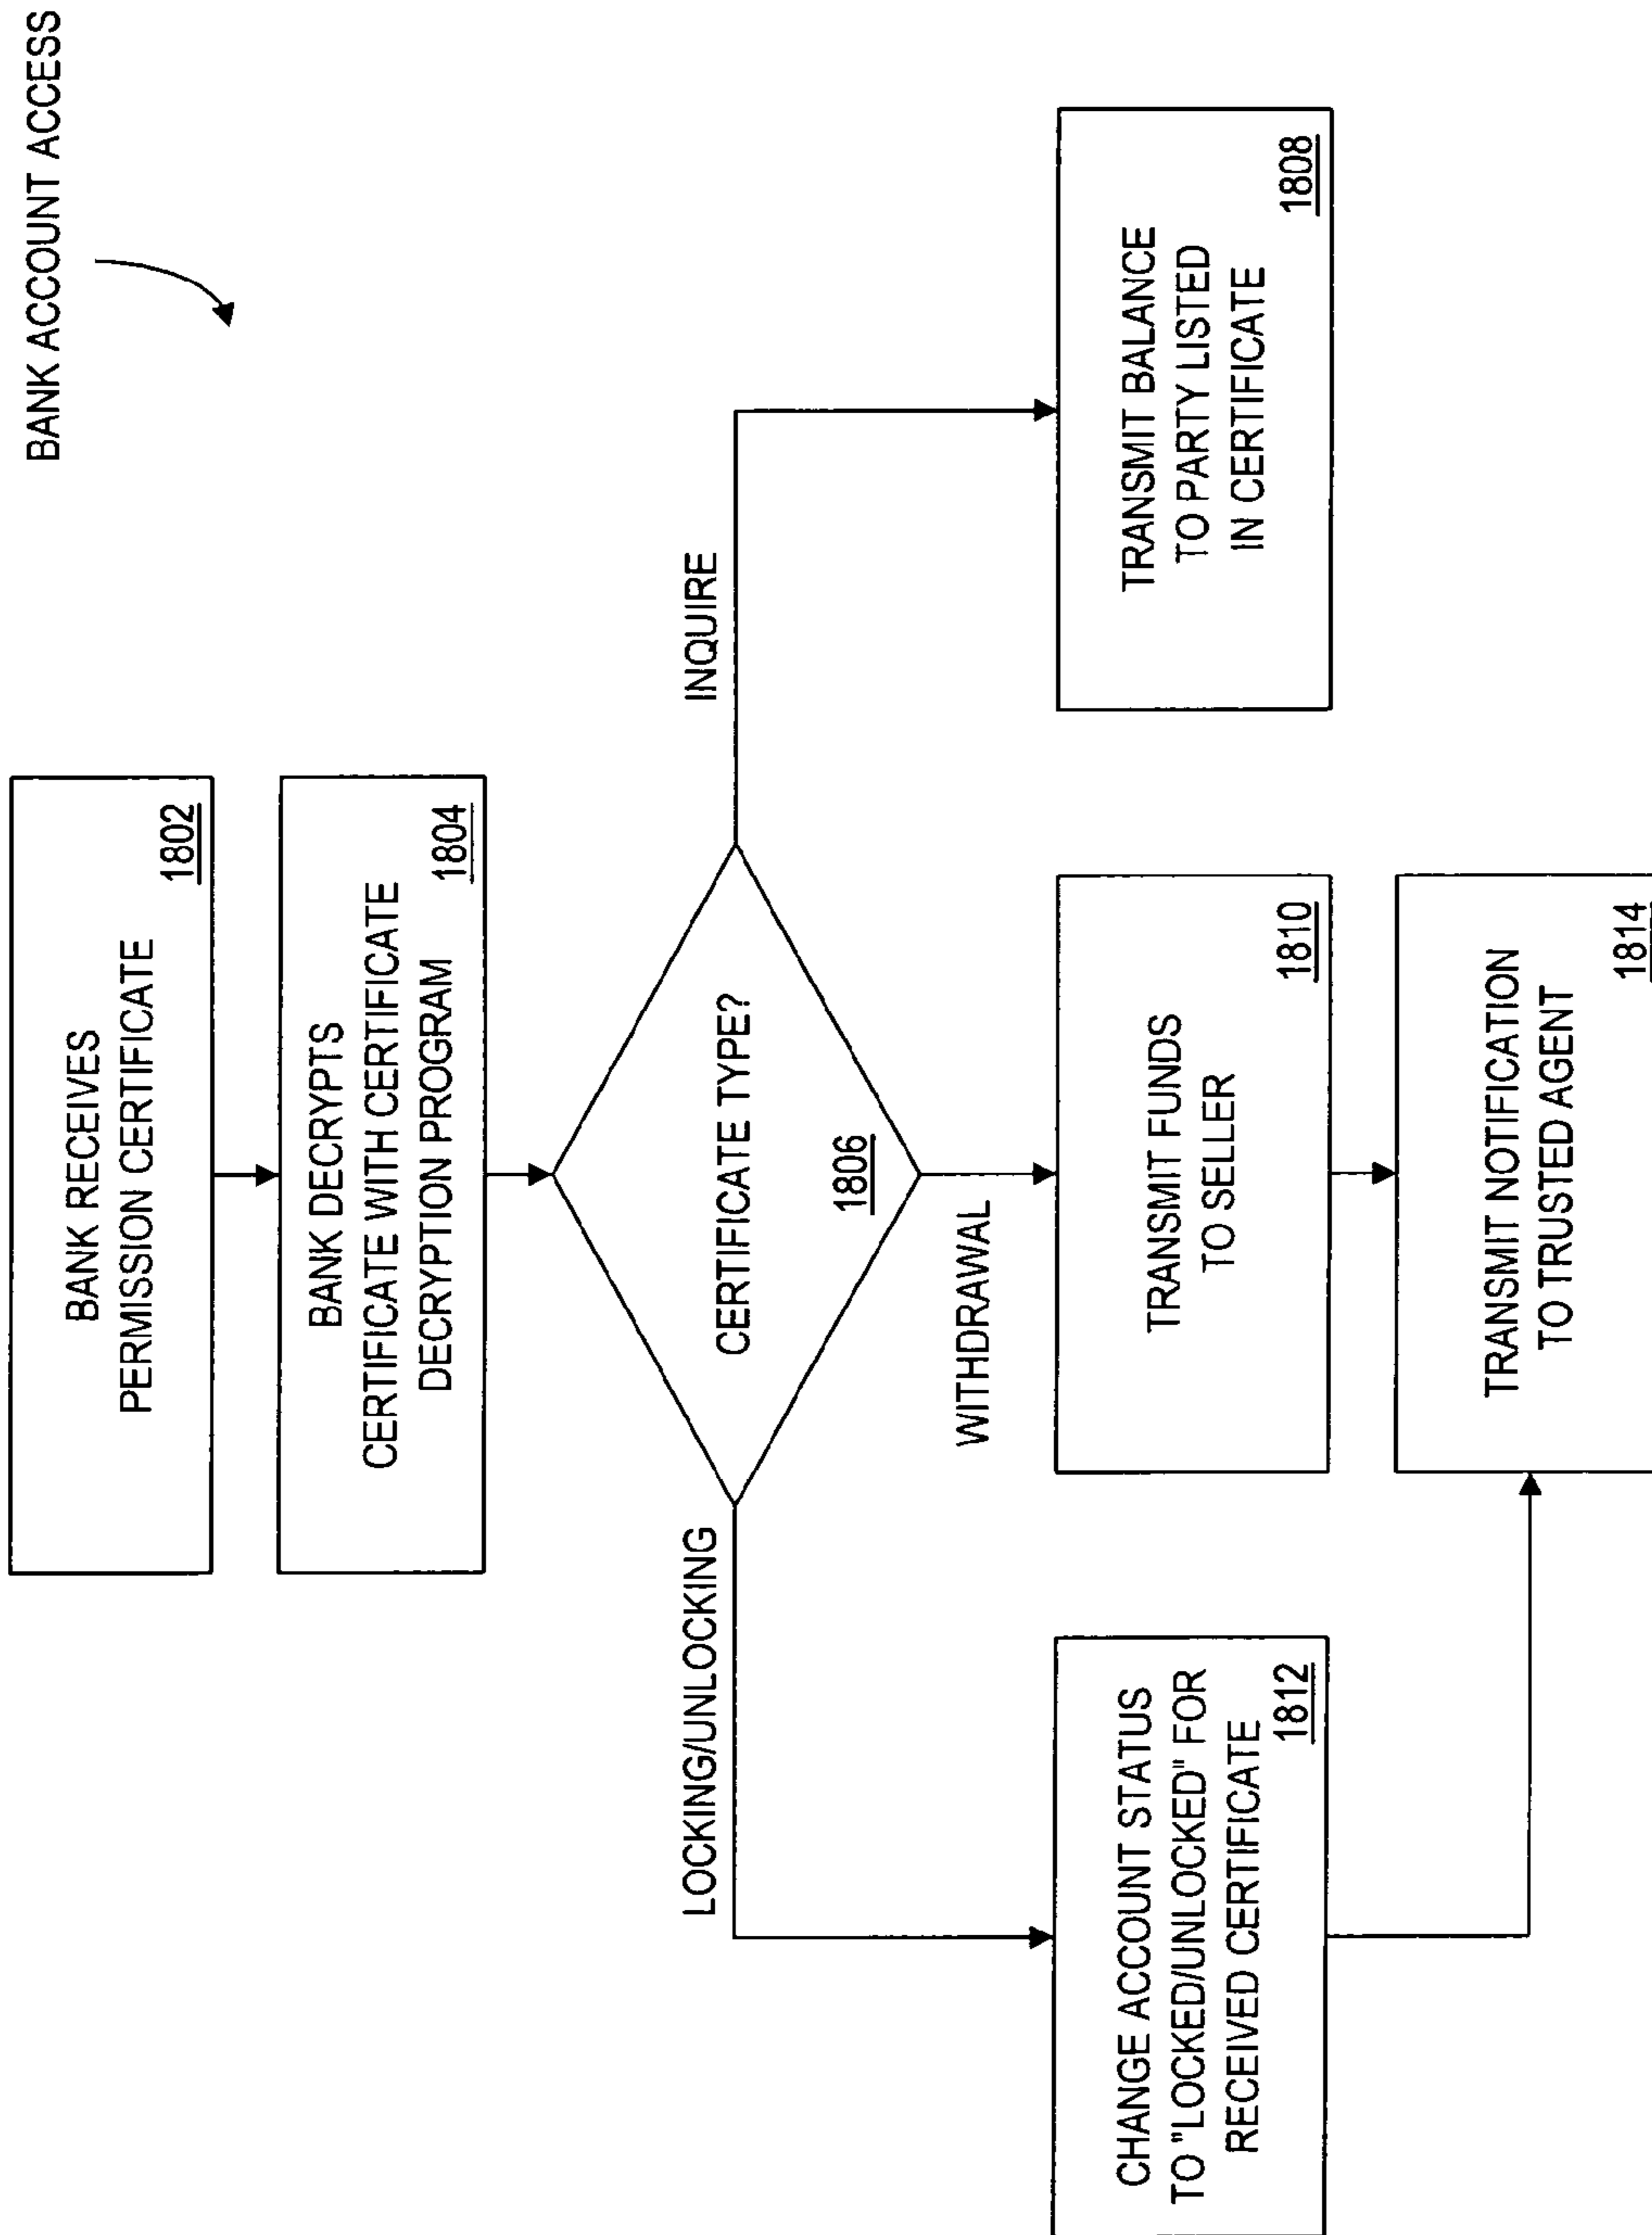 BANK ACCOUNT ACCESS
BANK RECEIVES
PERMISSION CERTIFICATE
1802
BANK DECRYPTS
CERTIFICATE WITH CERTIFICATE
DECRYPTION PROGRAM
1804
CERTIFICATE TYPE?
1806
LOCKING/UNLOCKING
INQUIRE
WITHDRAWAL
CHANGE ACCOUNT STATUS
TO "LOCKED/UNLOCKED" FOR
RECEIVED CERTIFICATE
1812
TRANSMIT FUNDS
TO SELLER
1810
TRANSMIT BALANCE
TO PARTY LISTED
IN CERTIFICATE
1808
TRANSMIT NOTIFICATION
TO TRUSTED AGENT
1814